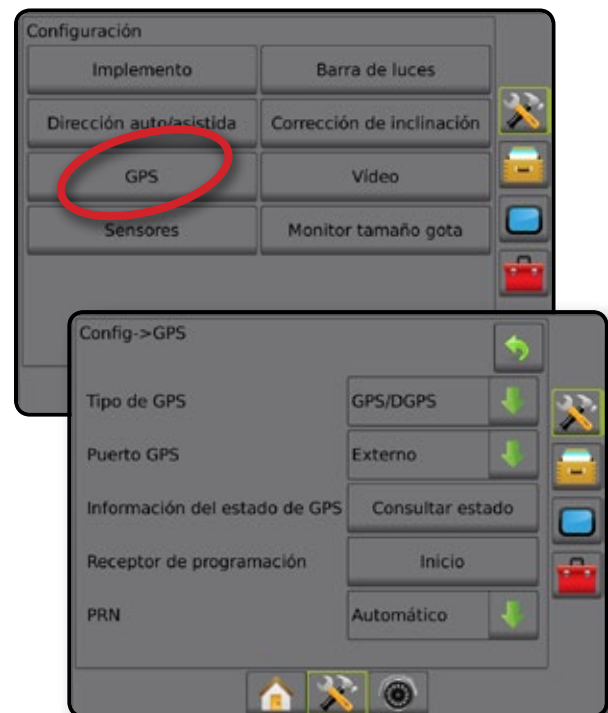 Configuración
Implemento Barra de luces
Dirección auto/asistida Corrección de inclinación
GPS Vídeo
Sensores Monitor tamaño gota
Config->GPS
Tipo de GPS GPS/DGPS
Puerto GPS Externo
Información del estado de GPS Consultar estado
Receptor de programación Inicio
PRN Automático